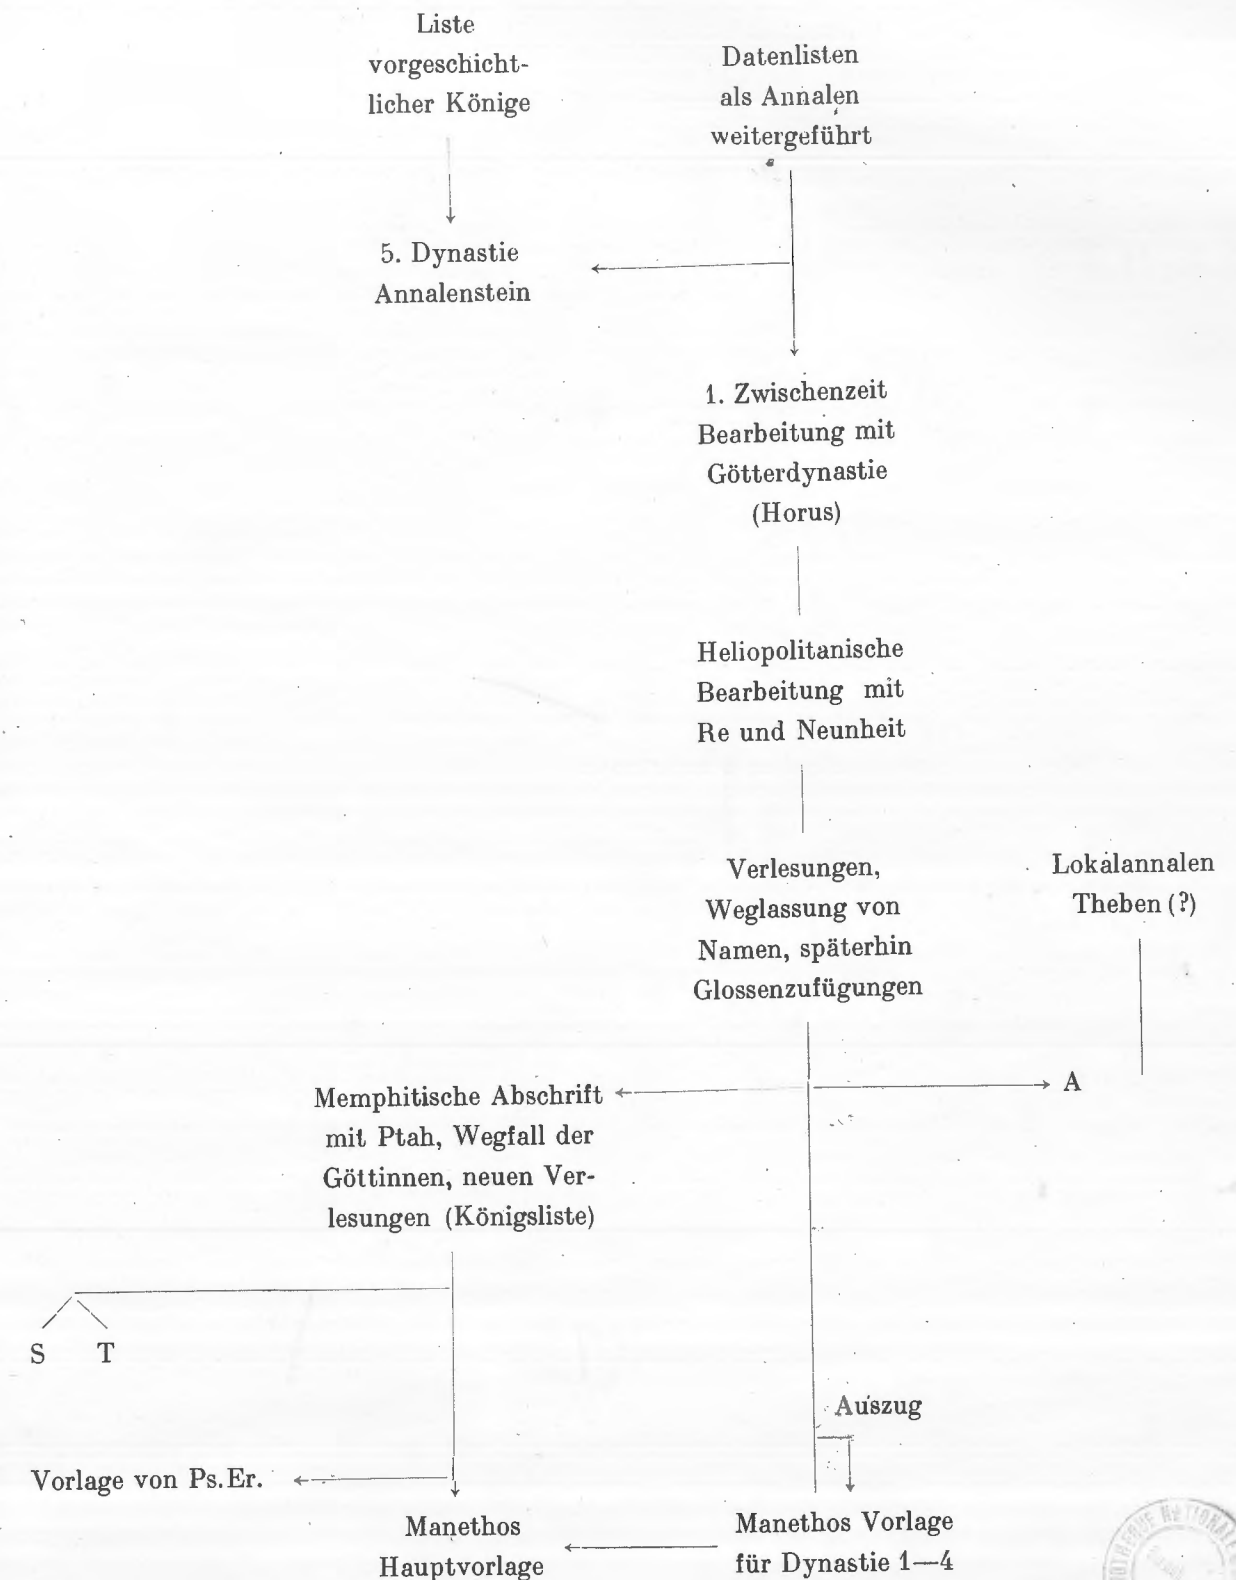 Liste
vorgeschicht-
licher Könige
Datenlisten
als Annalen
weitergeführt
5. Dynastie
Annalenstein
1. Zwischenzeit
Bearbeitung mit
Götterdynastie
(Horus)
Heliopolitanische
Bearbeitung mit
Re und Neunheit
Verlesungen,
Weglassung von
Namen, späterhin
Glossenzufügungen
Lokalannalen
Theben (?)
Memphitische Abschrift
mit Ptah, Wegfall der
Göttinnen, neuen Ver-
lesungen (Königsliste)
A
S T
Auszug
Vorlage von Ps.Er.
Manethos
Hauptvorlage
Manethos Vorlage
für Dynastie 1—4